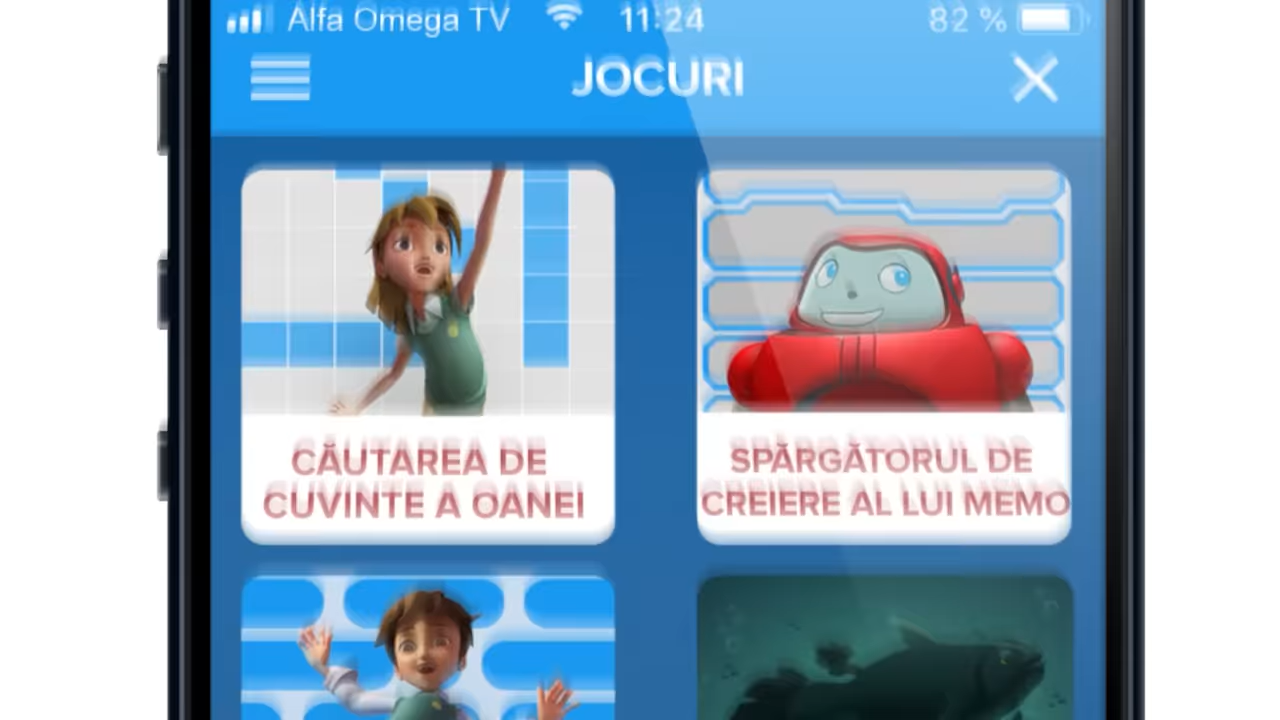 Alfa Omega TV 11:24 82 %
JOCURI
CĂUTAREA DE
CUVINTE A OANEI
SPĂRGĂTORUL DE
CREIERE AL LUI MEMO